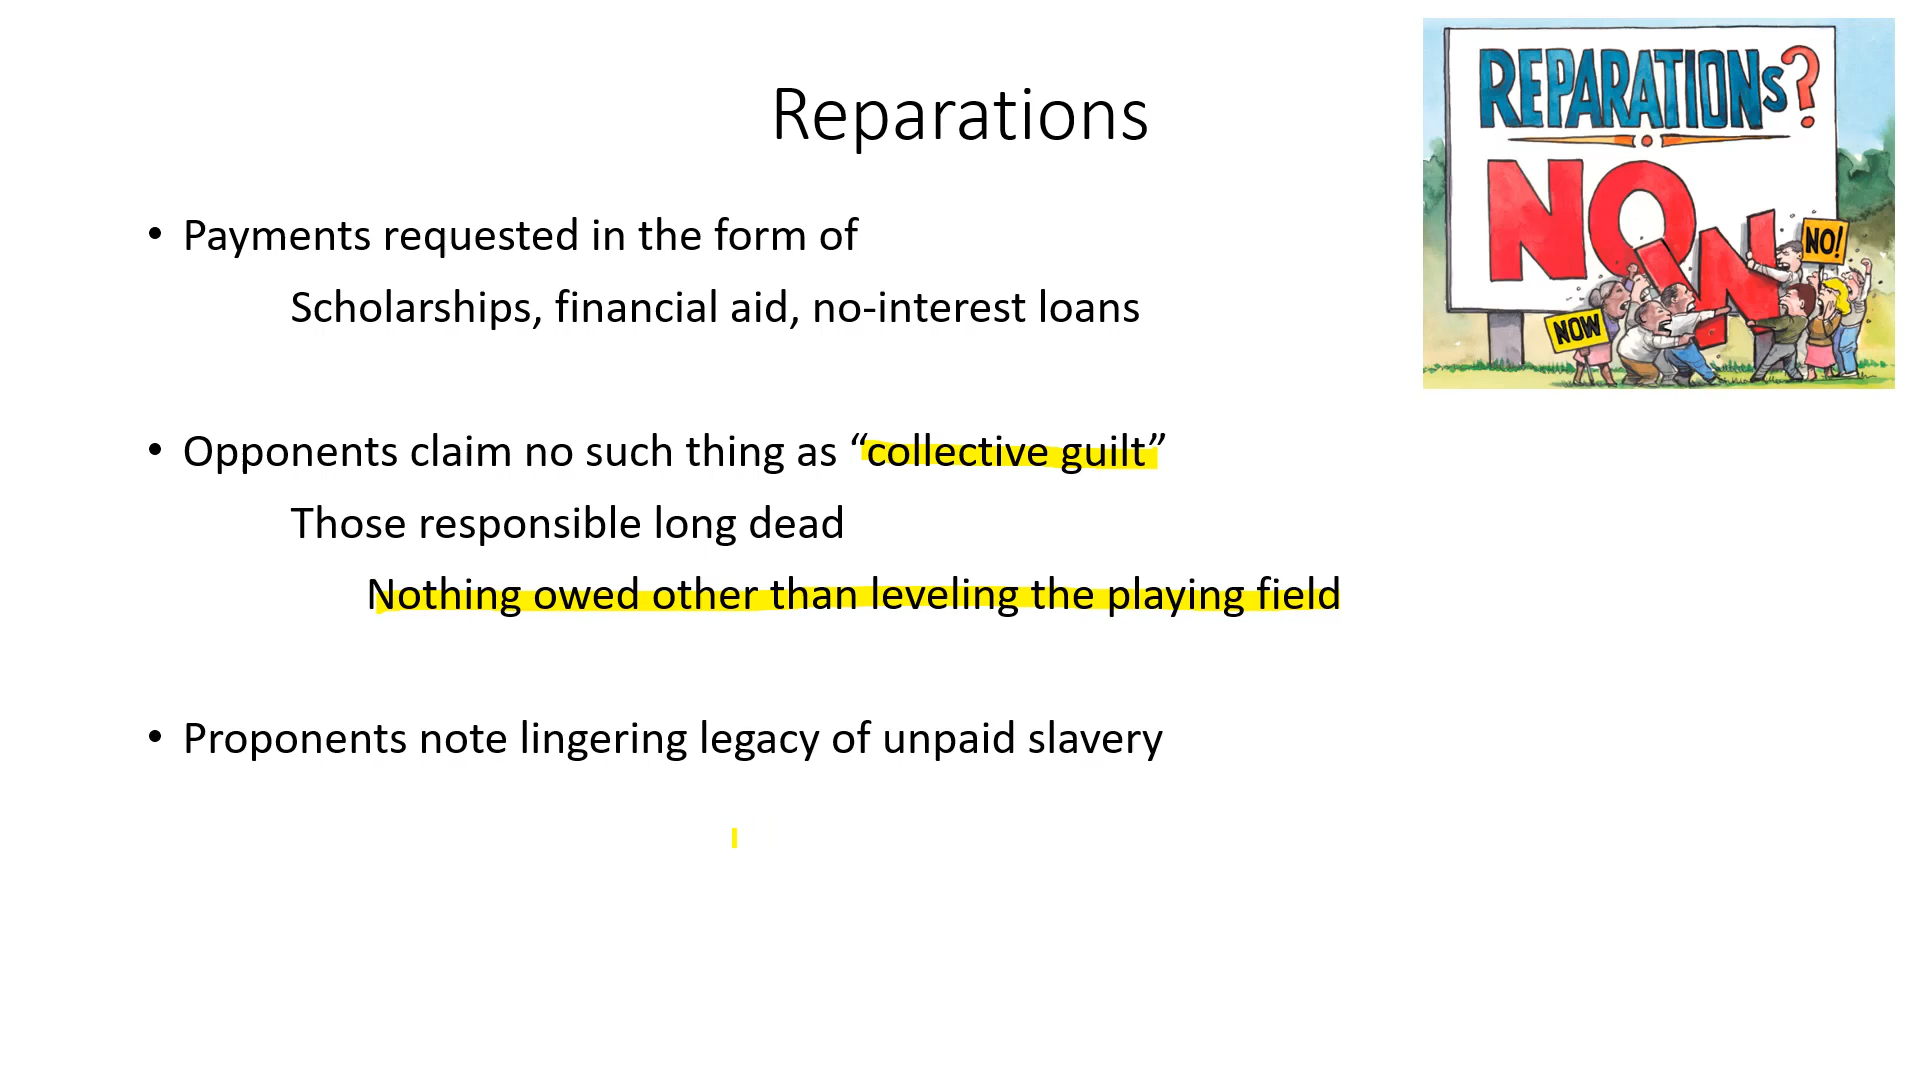 Reparations
• Payments requested in the form of
Scholarships, financial aid, no-interest loans
• Opponents claim no such thing as “collective guilt”
Those responsible long dead
Nothing owed other than leveling the playing field
• Proponents note lingering legacy of unpaid slavery
REPARATIONs?
NO
W
NO!
NOW